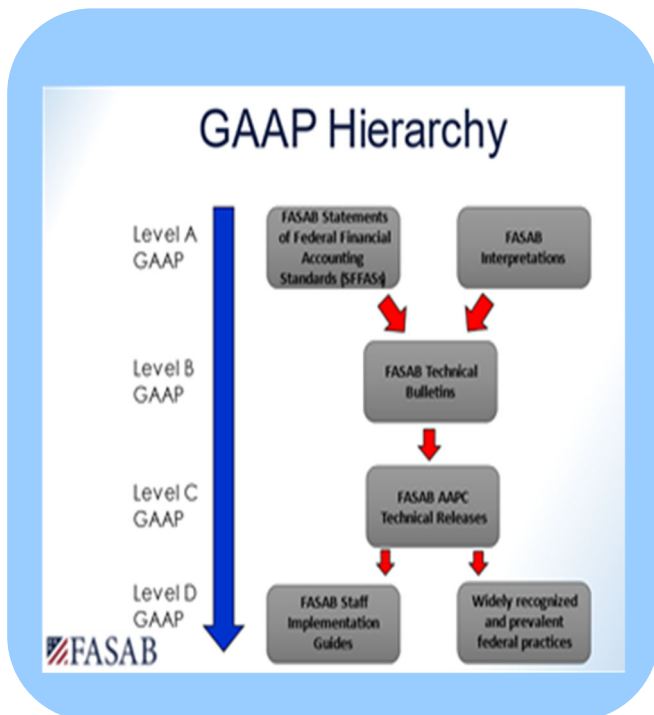 GAAP Hierarchy
Level A
GAAP
FASAB Statements
of Federal Financial
Accounting
Standards (SFFASs)
FASAB
Interpretations
Level B
GAAP
FASAB Technical
Bulletins
Level C
GAAP
FASAB AAPC
Technical Releases
Level D
GAAP
FASAB Staff
Implementation
Guides
Widely recognized
and prevalent
federal practices
FASAB